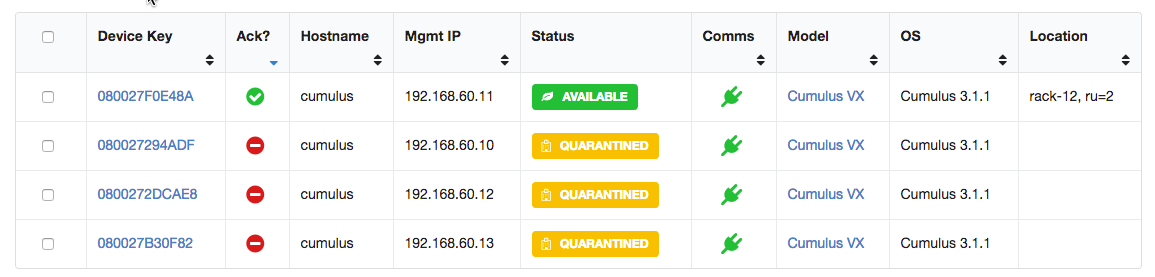 Device Key Ack? Hostname Mgmt IP Status Comms Model OS Location
080027F0E48A cumulus 192.168.60.11 AVAILABLE Cumulus VX Cumulus 3.1.1 rack-12, ru=2
080027294ADF cumulus 192.168.60.10 QUARANTINED Cumulus VX Cumulus 3.1.1
0800272DCAE8 cumulus 192.168.60.12 QUARANTINED Cumulus VX Cumulus 3.1.1
080027B30F82 cumulus 192.168.60.13 QUARANTINED Cumulus VX Cumulus 3.1.1